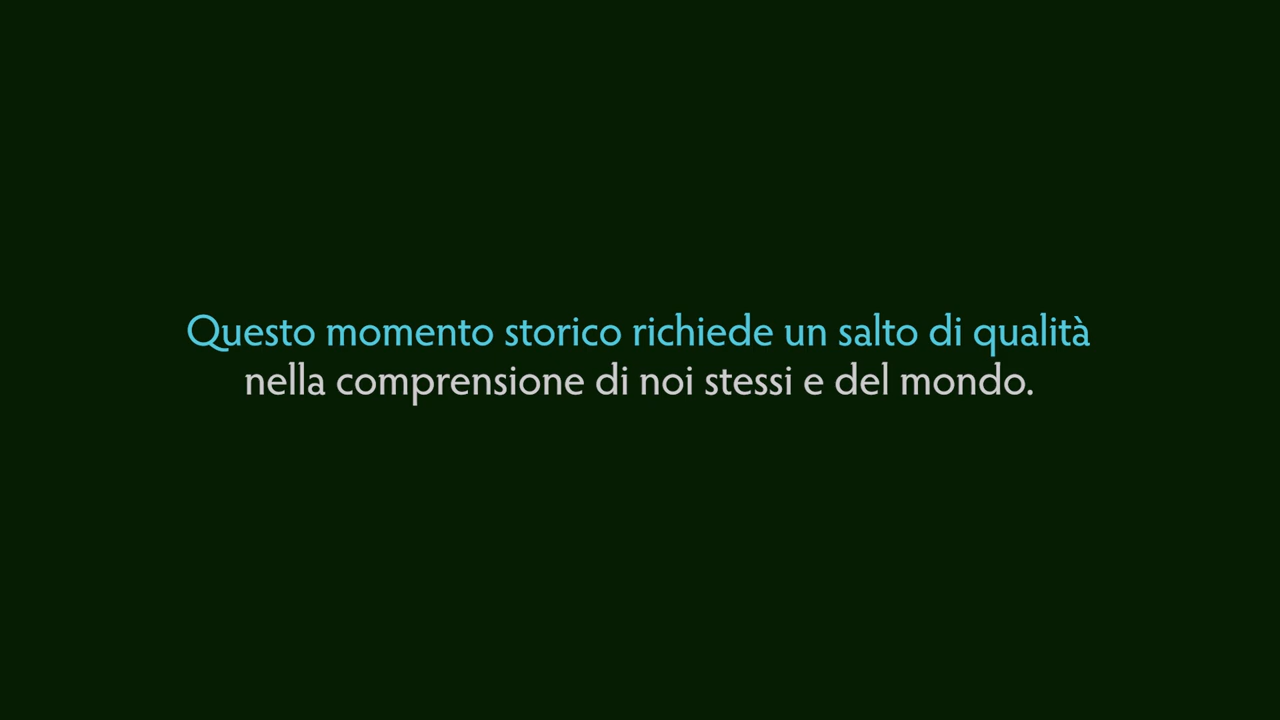 Questo momento storico richiede un salto di qualità
nella comprensione di noi stessi e del mondo.